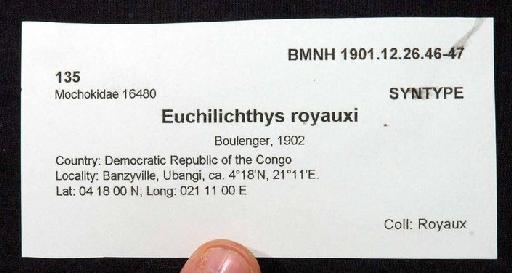 BMNH 1901.12.26.46-47
135
Mochokidae 16480
SYNTYPE
Euchilichthys royauxi
Boulenger, 1902
Country: Democratic Republic of the Congo
Locality: Banzyville, Ubangi, ca. 4°18'N, 21°11'E.
Lat: 04 18 00 N; Long: 021 11 00 E
Coll: Royaux